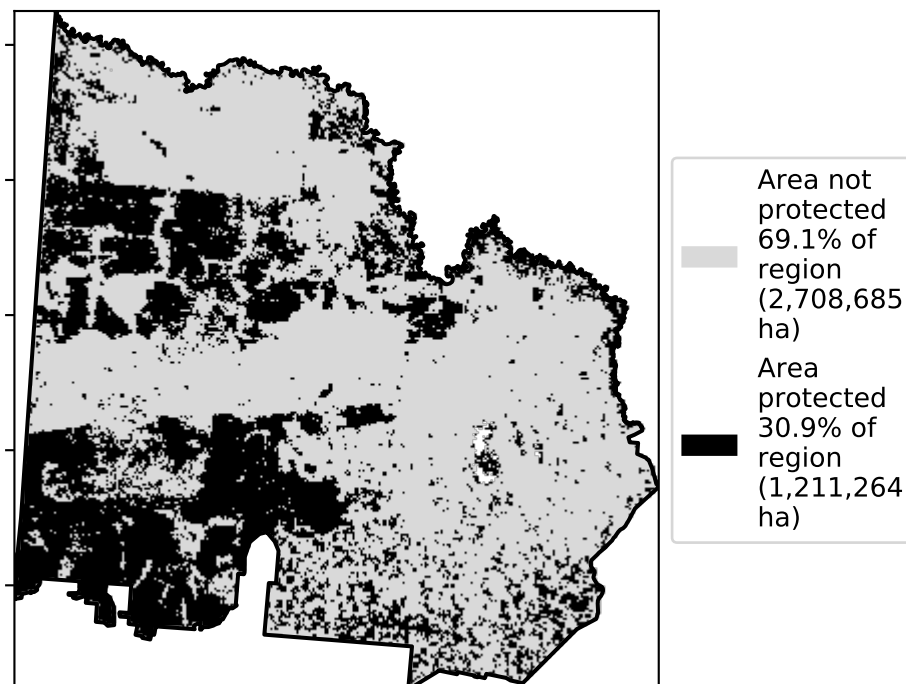 Area not
protected
69.1% of
region
(2,708,685
ha)
Area
protected
30.9% of
region
(1,211,264
ha)